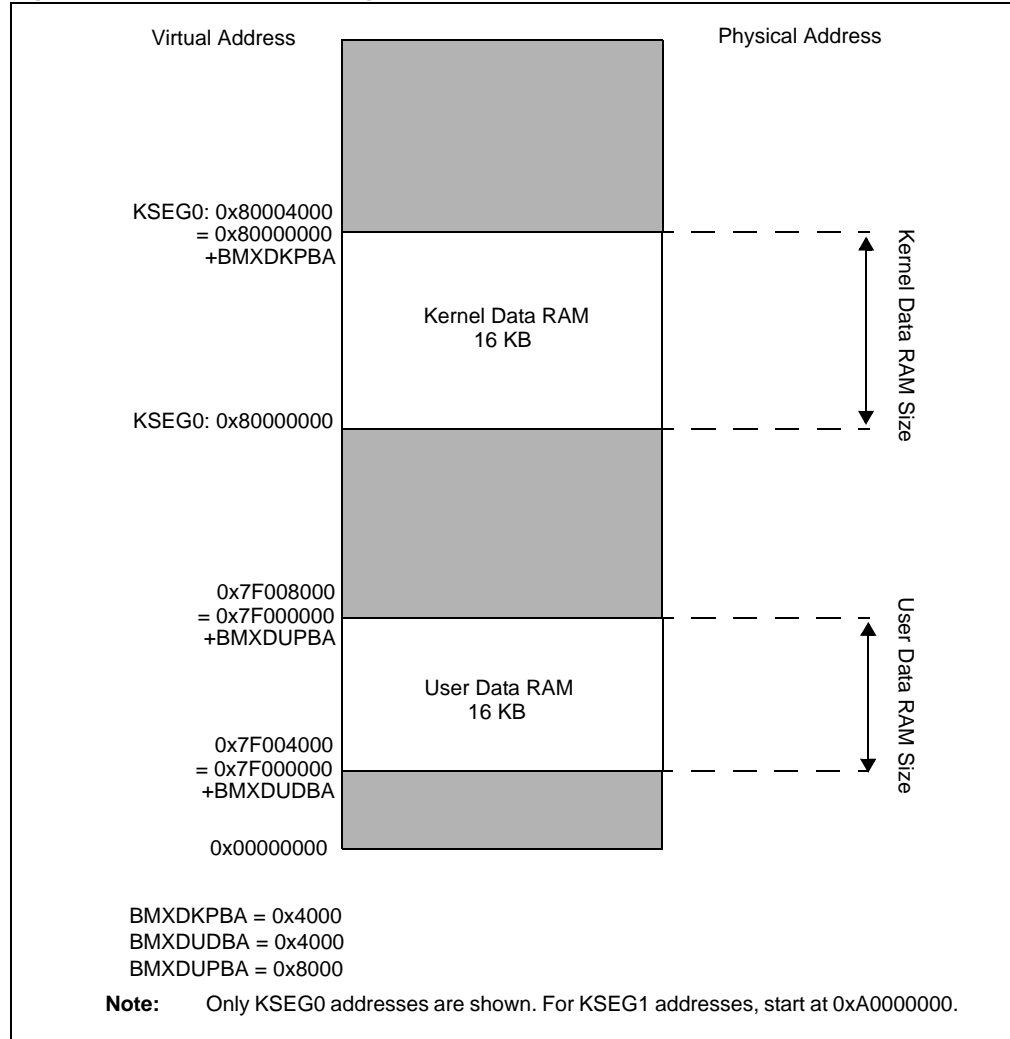 Virtual Address
Physical Address
KSEG0: 0x80004000
= 0x80000000
+BMXDKPBA
Kernel Data RAM
16 KB
Kernel Data RAM Size
KSEG0: 0x80000000
0x7F008000
= 0x7F000000
+BMXDUPBA
User Data RAM
16 KB
User Data RAM Size
0x7F004000
= 0x7F000000
+BMXDUDBA
0x00000000
BMXDKPBA = 0x4000
BMXDUDBA = 0x4000
BMXDUPBA = 0x8000
Note: Only KSEG0 addresses are shown. For KSEG1 addresses, start at 0xA0000000.